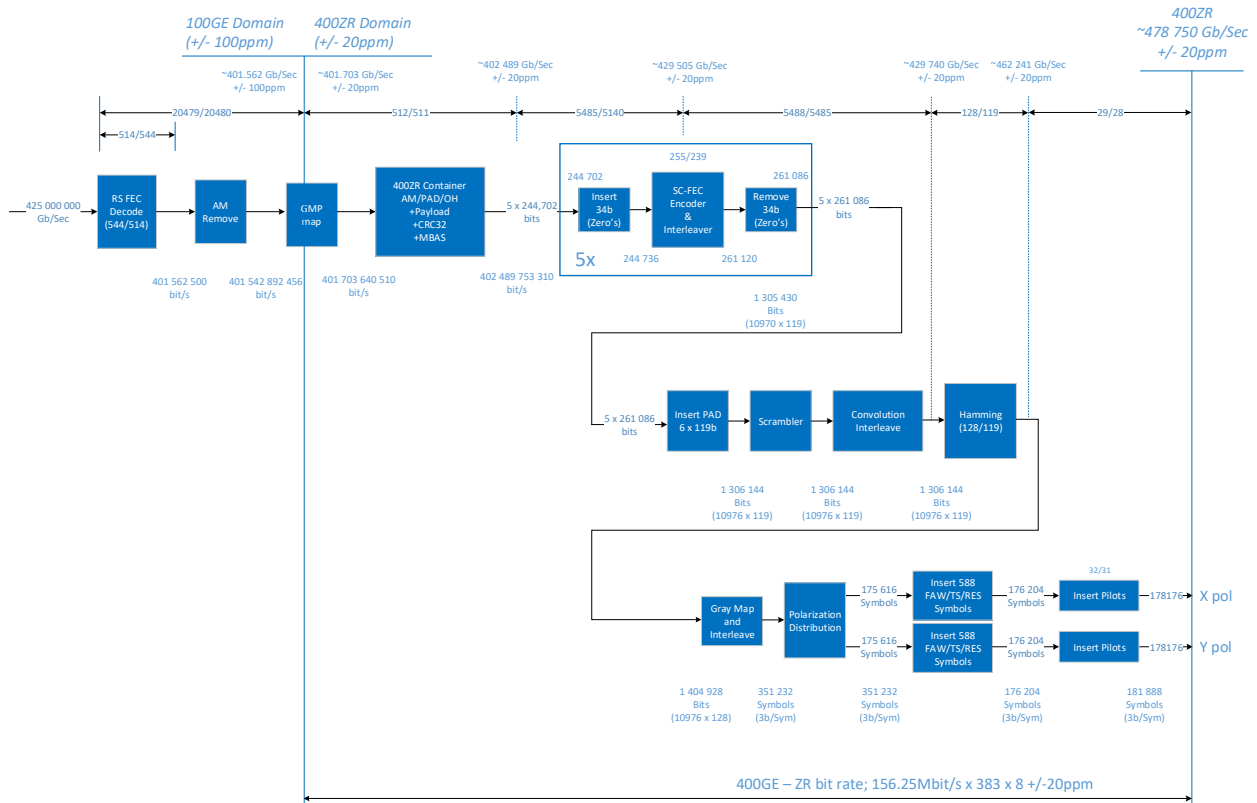 100GE Domain
(+/- 100ppm)
400ZR Domain
(+/- 20ppm)
400ZR
~478 750 Gb/Sec
+/- 20ppm
~401.562 Gb/Sec
+/- 100ppm
~401.703 Gb/Sec
+/- 20ppm
~402 489 Gb/Sec
+/- 20ppm
~429 505 Gb/Sec
+/- 20ppm
~429 740 Gb/Sec
+/- 20ppm
~462 241 Gb/Sec
+/- 20ppm
20479/20480
512/511
5485/5140
5488/5485
128/119
29/28
514/544
425 000 000
Gb/Sec
RS FEC
Decode
(544/514)
AM
Remove
GMP
map
400ZR Container
AM/PAD/OH
+Payload
+CRC32
+MBAS
5 x 244,702
bits
255/239
244 702
261 086
Insert
34b
(Zero's)
SC-FEC
Encoder
&
Interleaver
Remove
34b
(Zero's)
5 x 261 086
bits
5x
244 736
261 120
401 562 500
bit/s
401 542 892 456
bit/s
401 703 640 510
bit/s
402 489 753 310
bit/s
1 305 430
Bits
(10970 x 119)
5 x 261 086
bits
Insert PAD
6 x 119b
Scrambler
Convolution
Interleave
Hamming
(128/119)
1 306 144
Bits
(10976 x 119)
1 306 144
Bits
(10976 x 119)
1 306 144
Bits
(10976 x 119)
Gray Map
and
Interleave
Polarization
Distribution
175 616
Symbols
Insert 588
FAW/TS/RES
Symbols
176 204
Symbols
32/31
Insert Pilots
178176
X pol
175 616
Symbols
Insert 588
FAW/TS/RES
Symbols
176 204
Symbols
Insert Pilots
178176
Y pol
1 404 928
Bits
(10976 x 128)
351 232
Symbols
(3b/Sym)
351 232
Symbols
(3b/Sym)
176 204
Symbols
(3b/Sym)
181 888
Symbols
(3b/Sym)
400GE – ZR bit rate; 156.25Mbit/s x 383 x 8 +/-20ppm